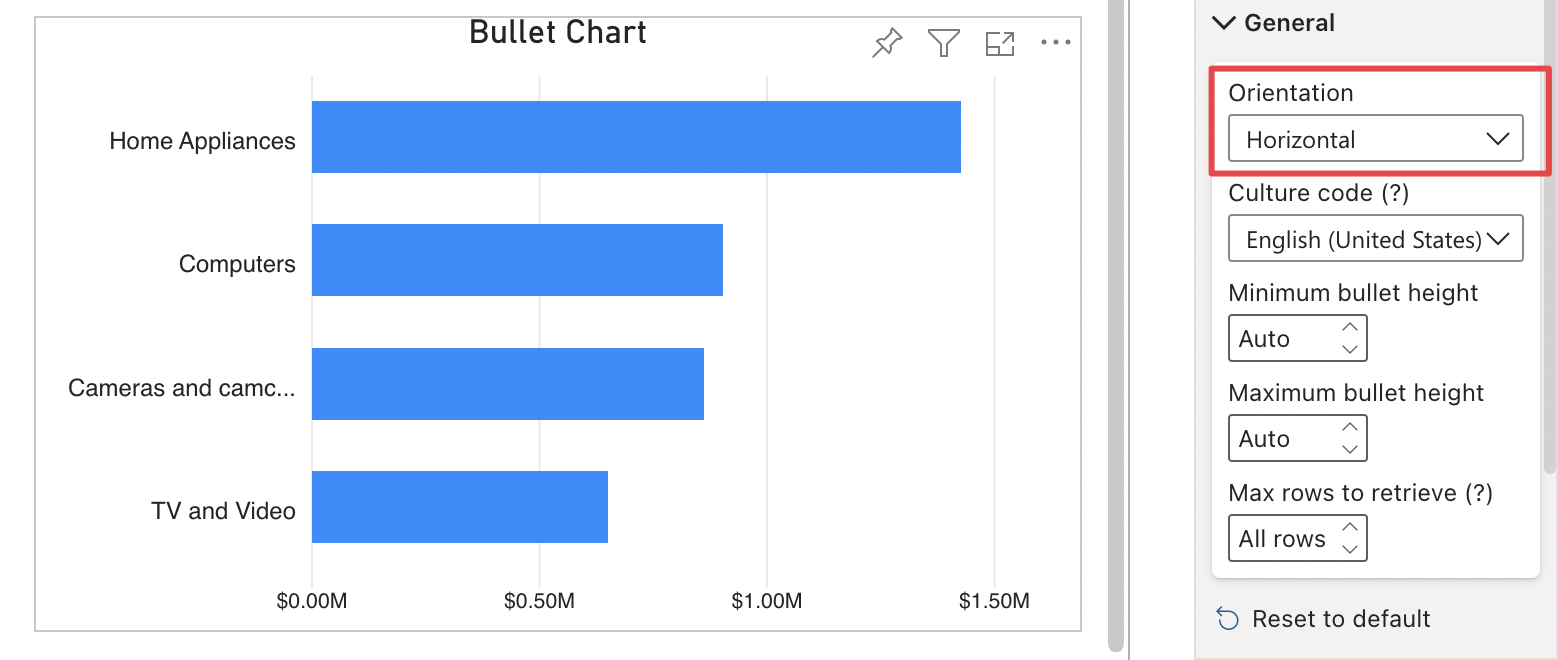 Bullet Chart
Home Appliances
Computers
Cameras and camc...
TV and Video
$0.00M $0.50M $1.00M $1.50M
General
Orientation
Horizontal
Culture code (?)
English (United States)
Minimum bullet height
Auto
Maximum bullet height
Auto
Max rows to retrieve (?)
All rows
Reset to default